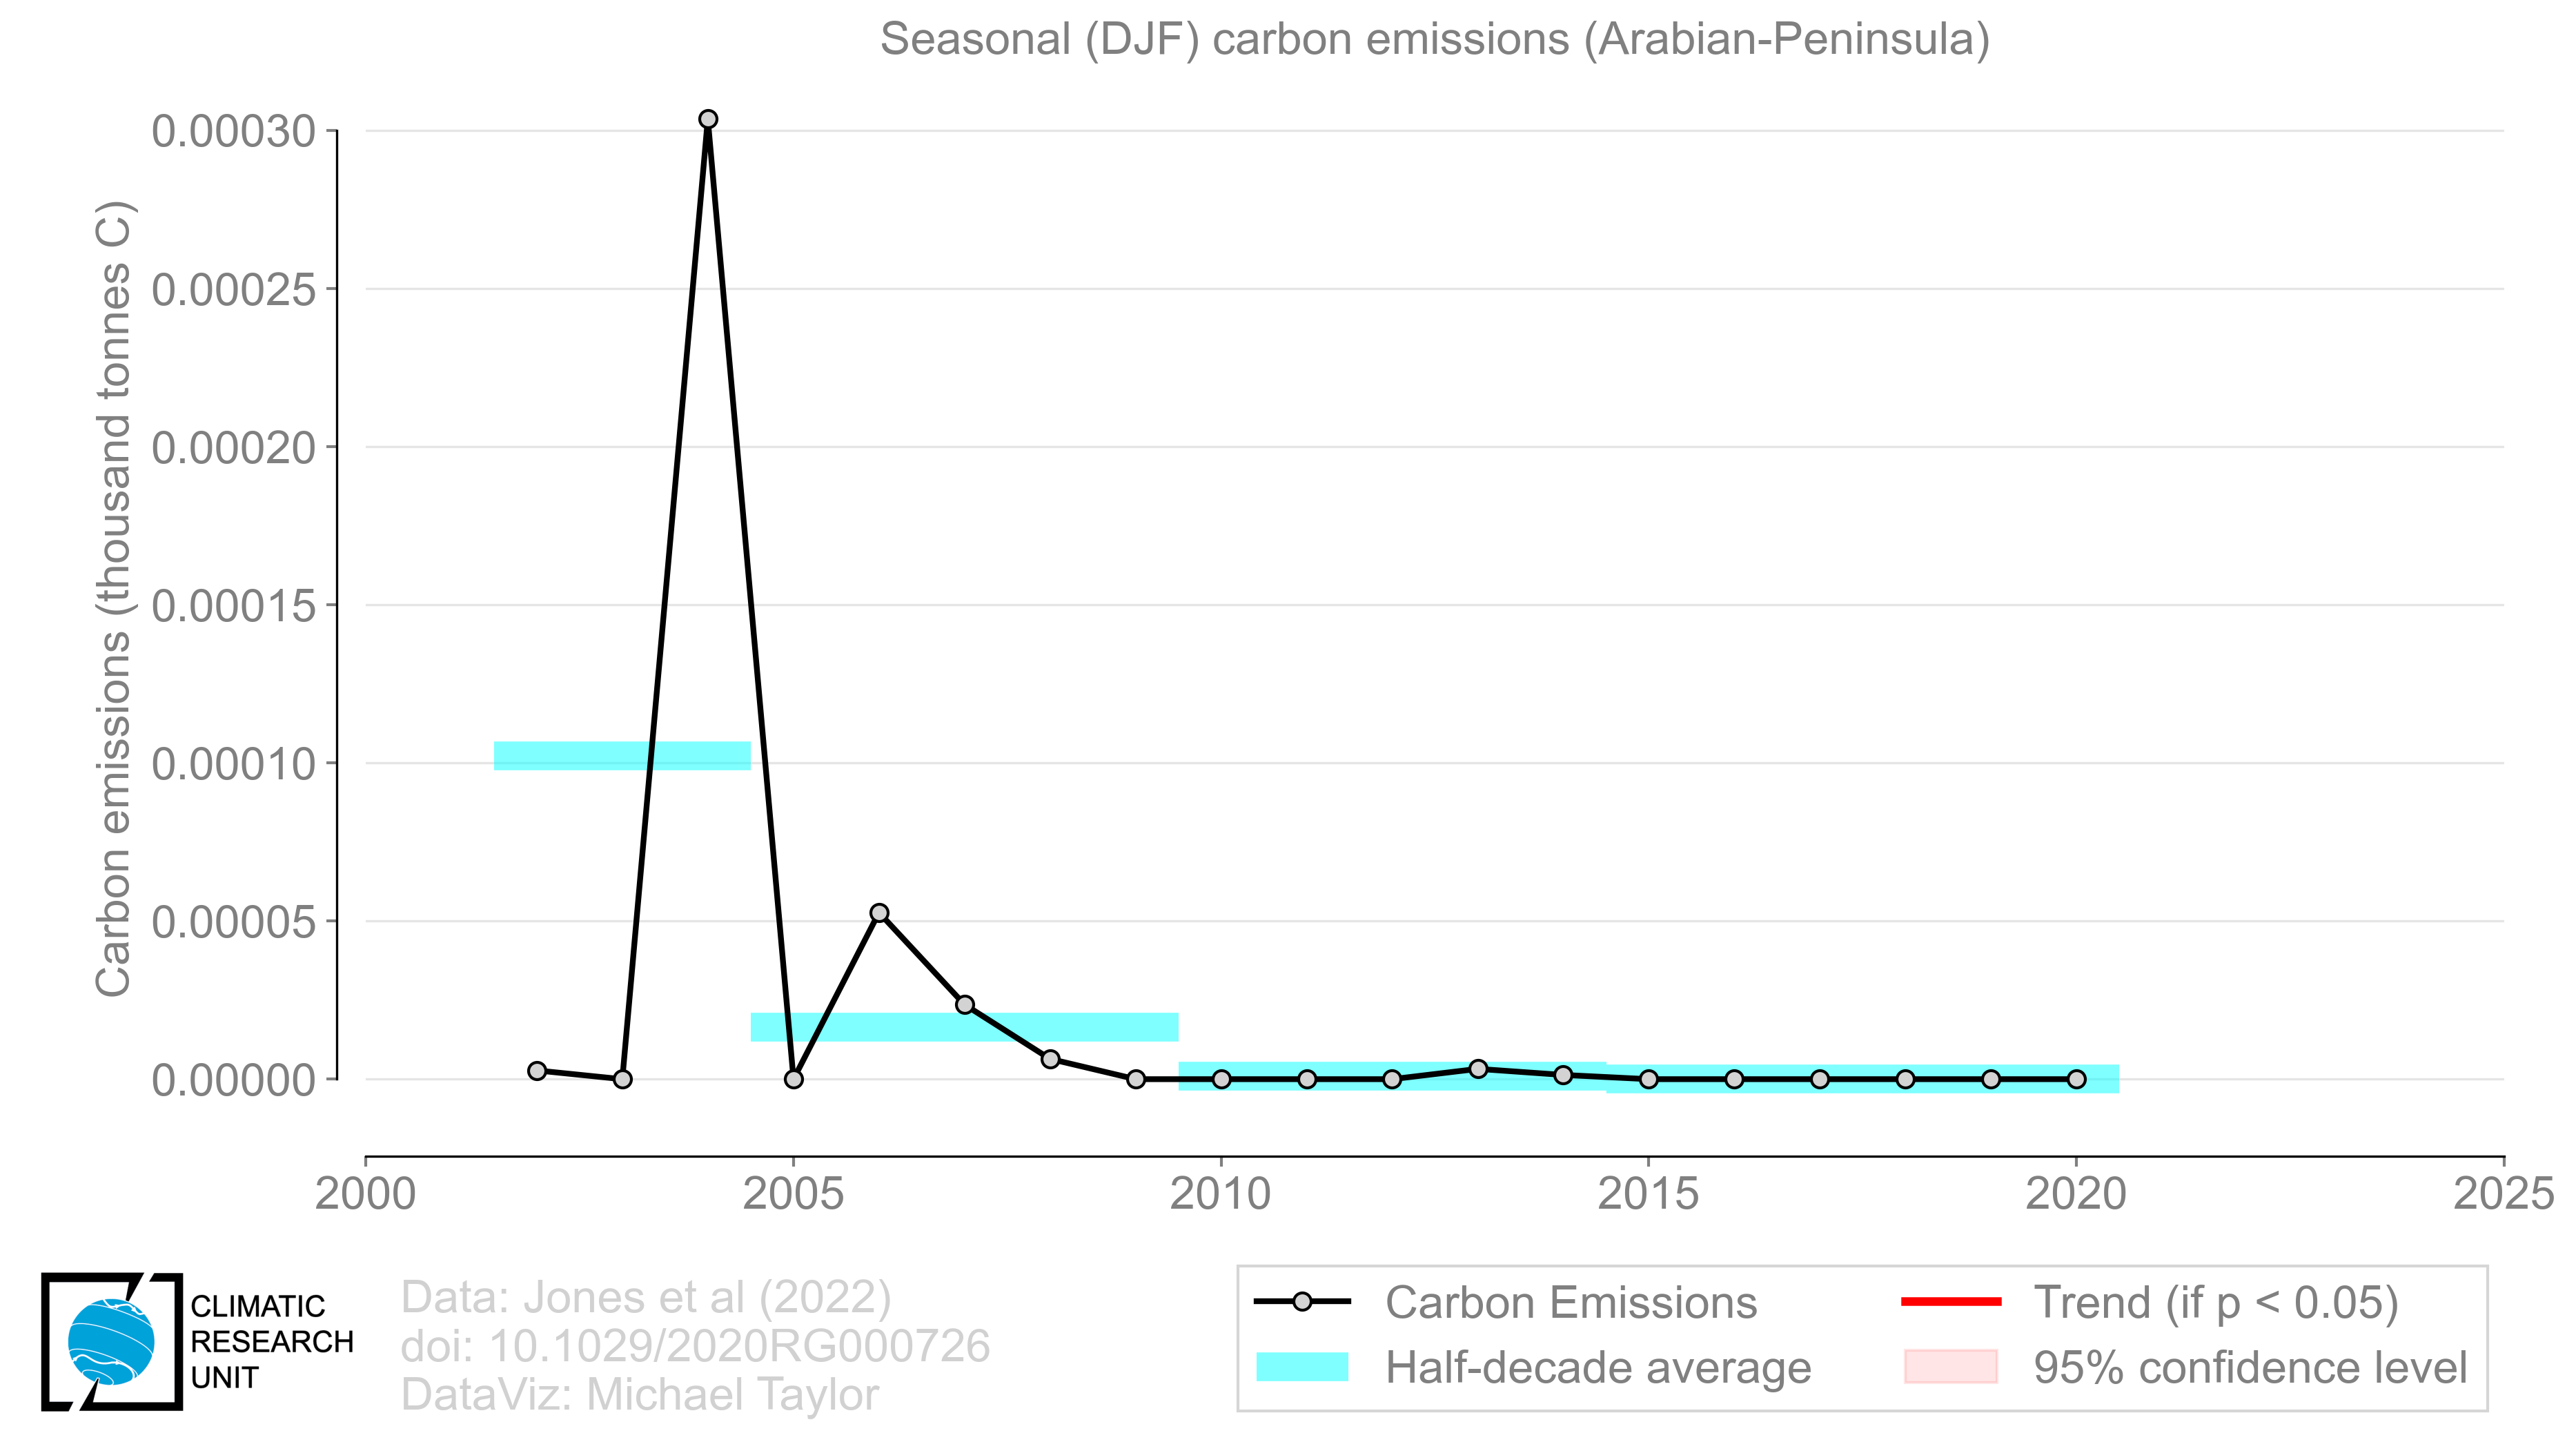 Seasonal (DJF) carbon emissions (Arabian-Peninsula)
Carbon emissions (thousand tonnes C)
0.00030
0.00025
0.00020
0.00015
0.00010
0.00005
0.00000
2000
2005
2010
2015
2020
2025
CLIMATIC
RESEARCH
UNIT
Data: Jones et al (2022)
doi: 10.1029/2020RG000726
DataViz: Michael Taylor
Carbon Emissions
Half-decade average
Trend (if p < 0.05)
95% confidence level